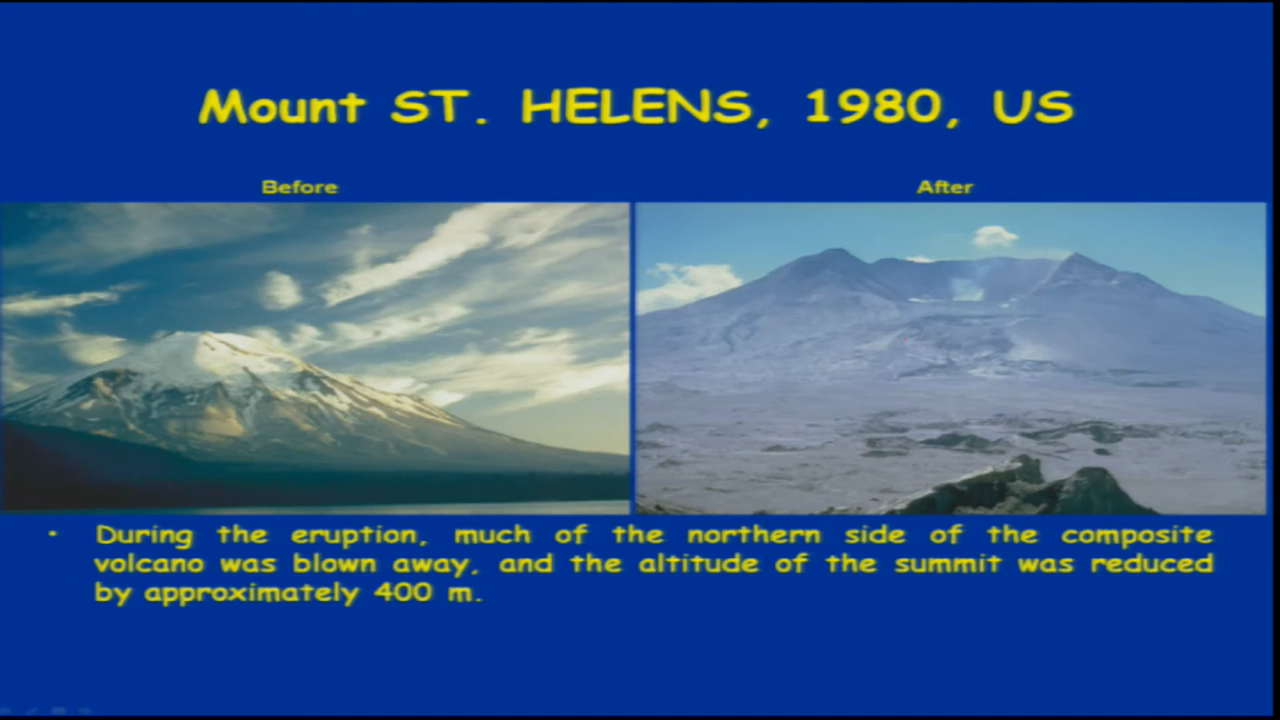 Mount ST. HELENS, 1980, US
Before
After
• During the eruption, much of the northern side of the composite
volcano was blown away, and the altitude of the summit was reduced
by approximately 400 m.